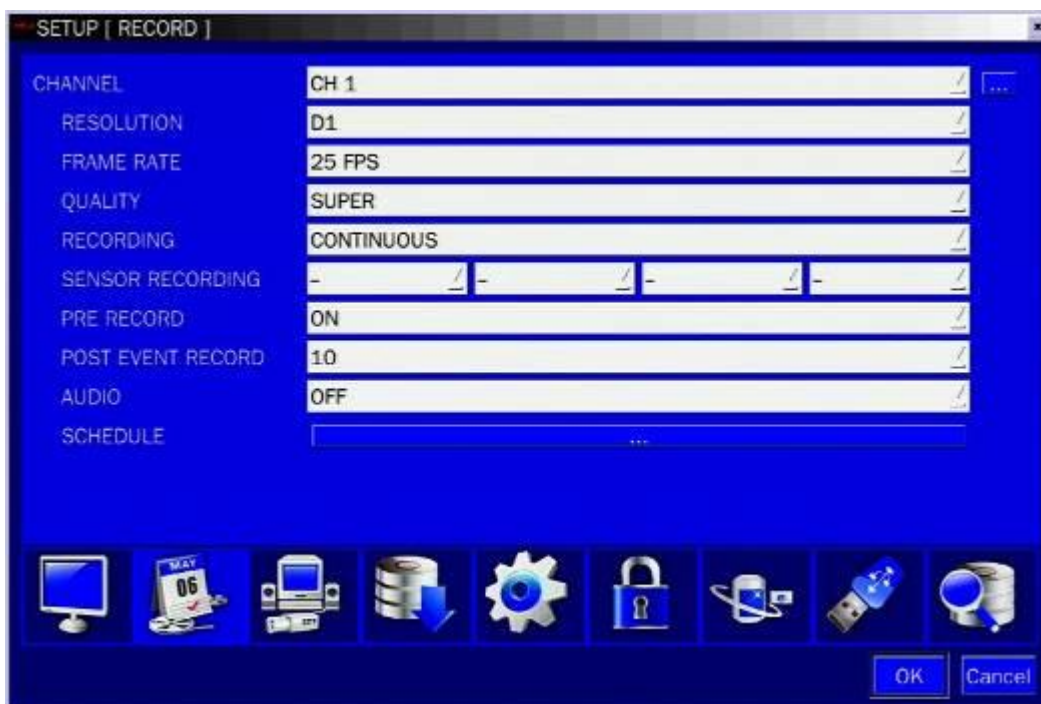 SETUP [ RECORD ]
CHANNEL CH 1 ...
RESOLUTION D1
FRAME RATE 25 FPS
QUALITY SUPER
RECORDING CONTINUOUS
SENSOR RECORDING – – – –
PRE RECORD ON
POST EVENT RECORD 10
AUDIO OFF
SCHEDULE ...
MAY
06
OK Cancel